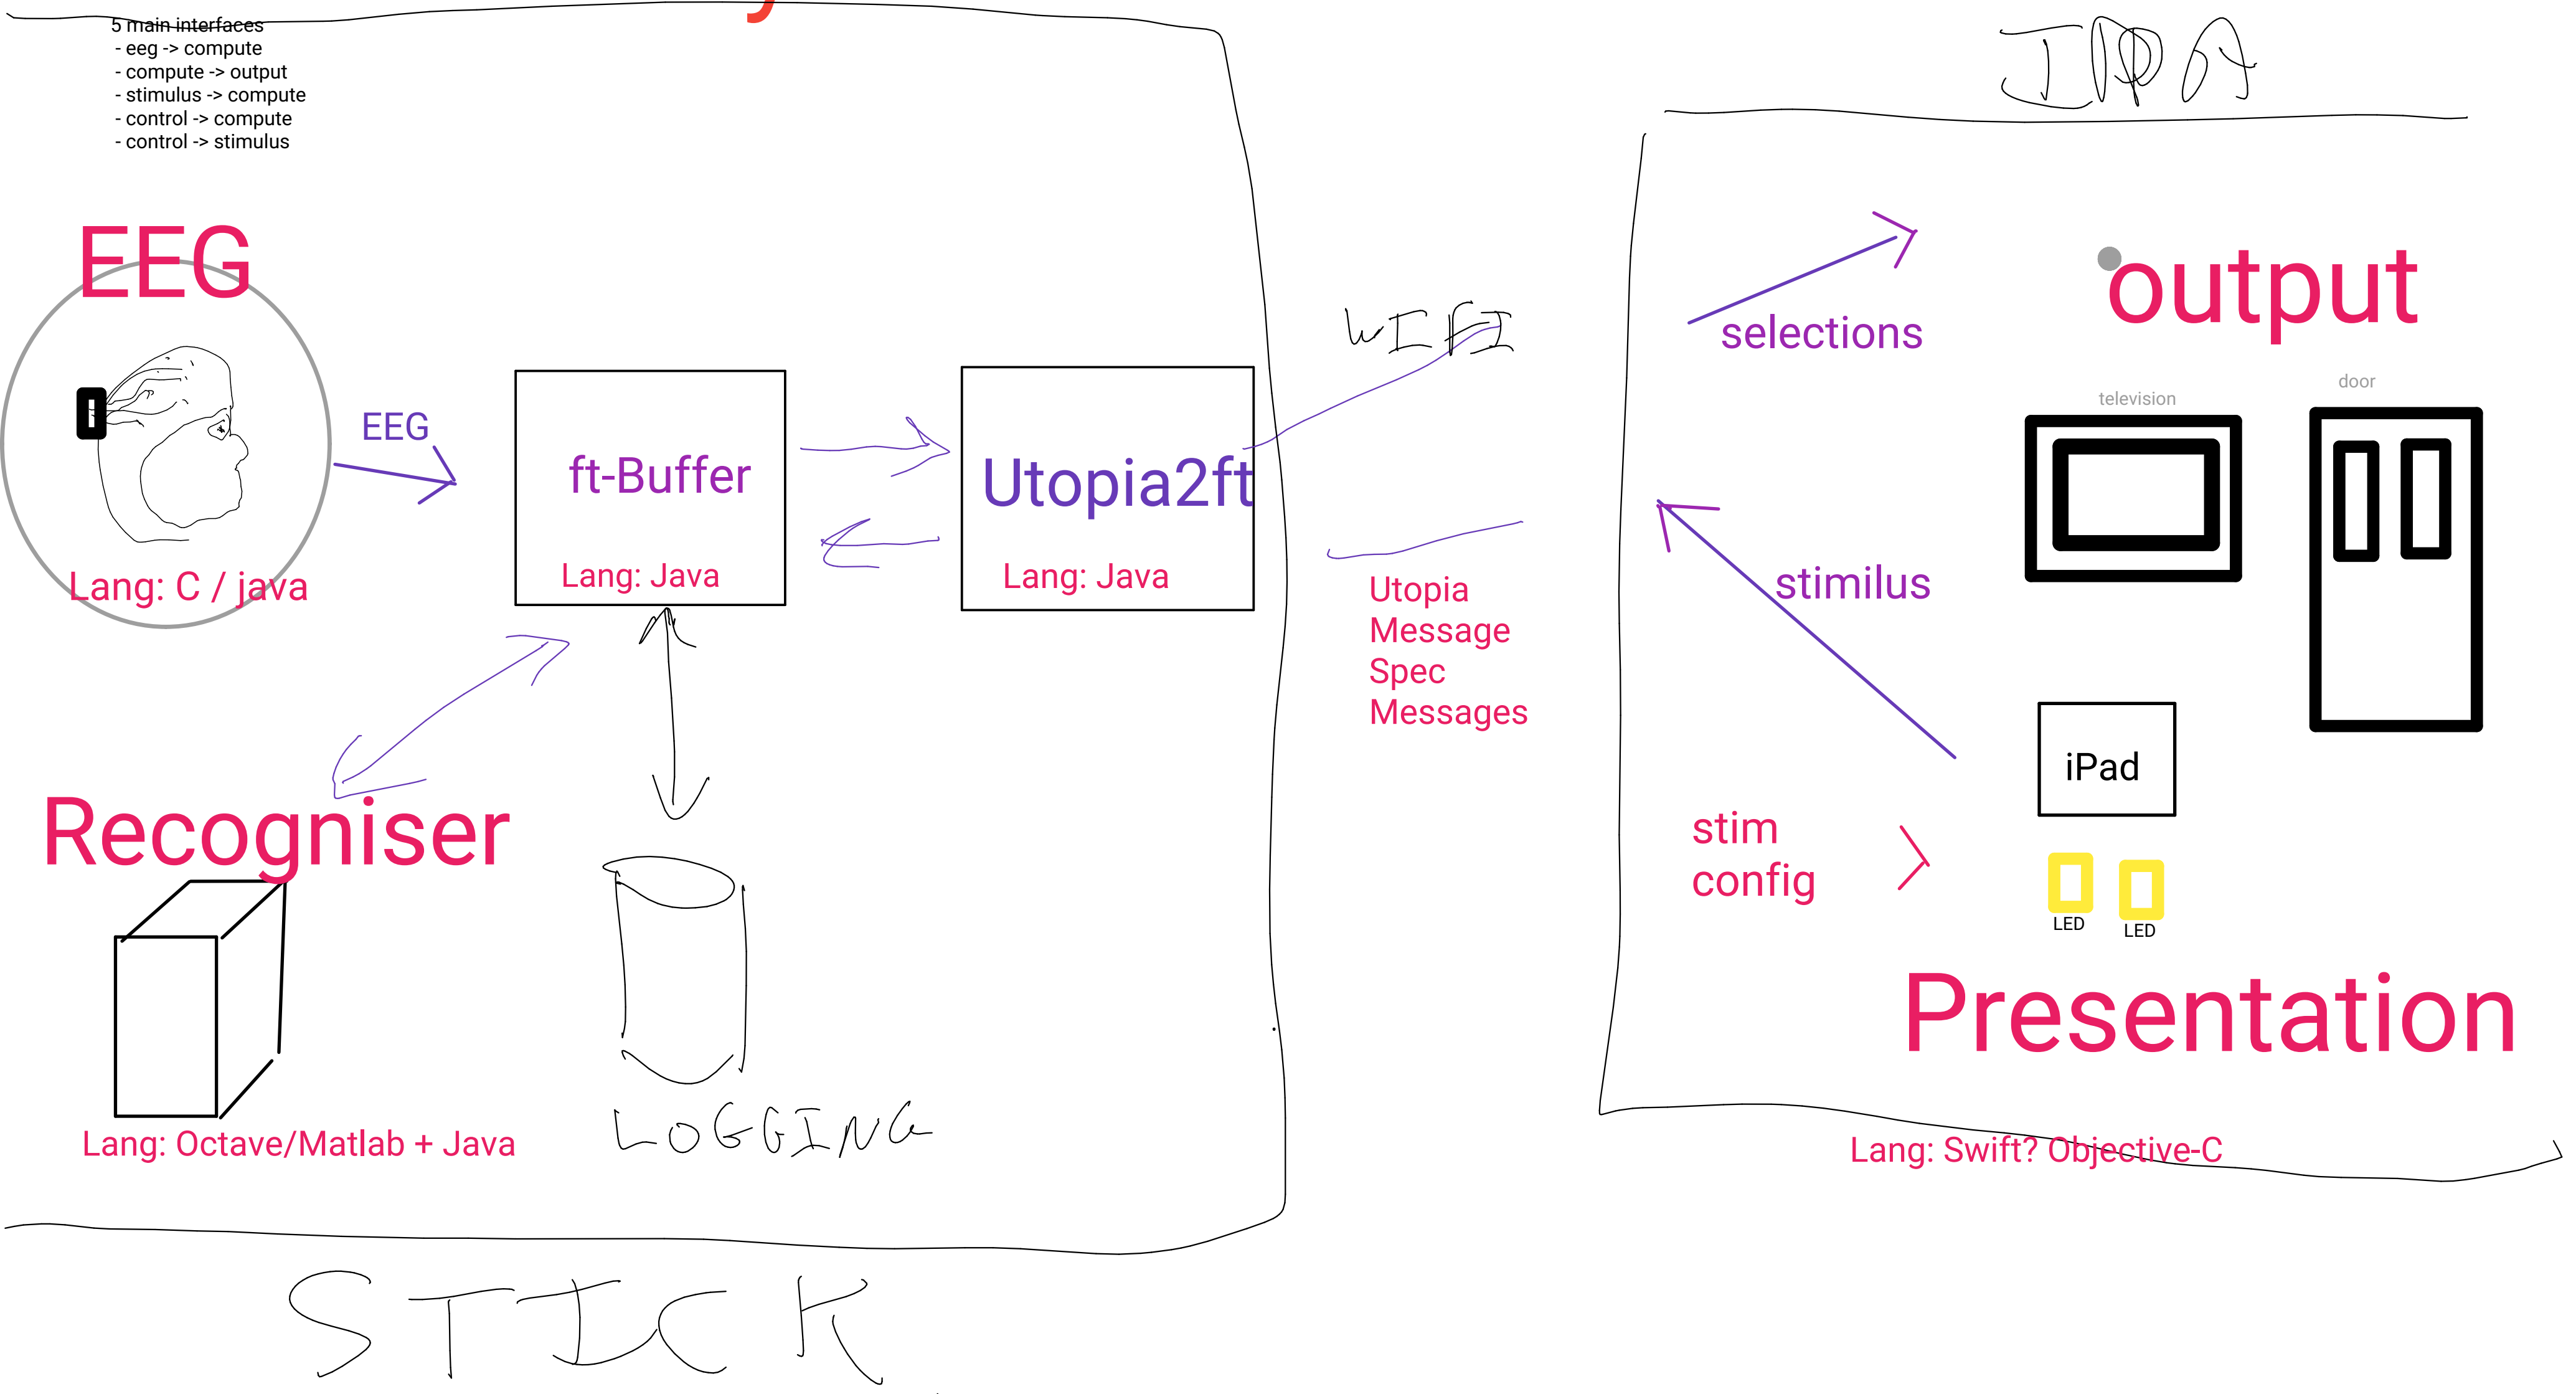 5 main interfaces
- eeg -> compute
- compute -> output
- stimulus -> compute
- control -> compute
- control -> stimulus
EEG
EEG
Lang: C / java
ft-Buffer
Lang: Java
Utopia2ft
Lang: Java
WIFI
Utopia
Message
Spec
Messages
Recogniser
Lang: Octave/Matlab + Java
LOGGING
STICK
selections
output
television
door
stimilus
iPad
stim
config
LED
LED
Presentation
Lang: Swift? Objective-C